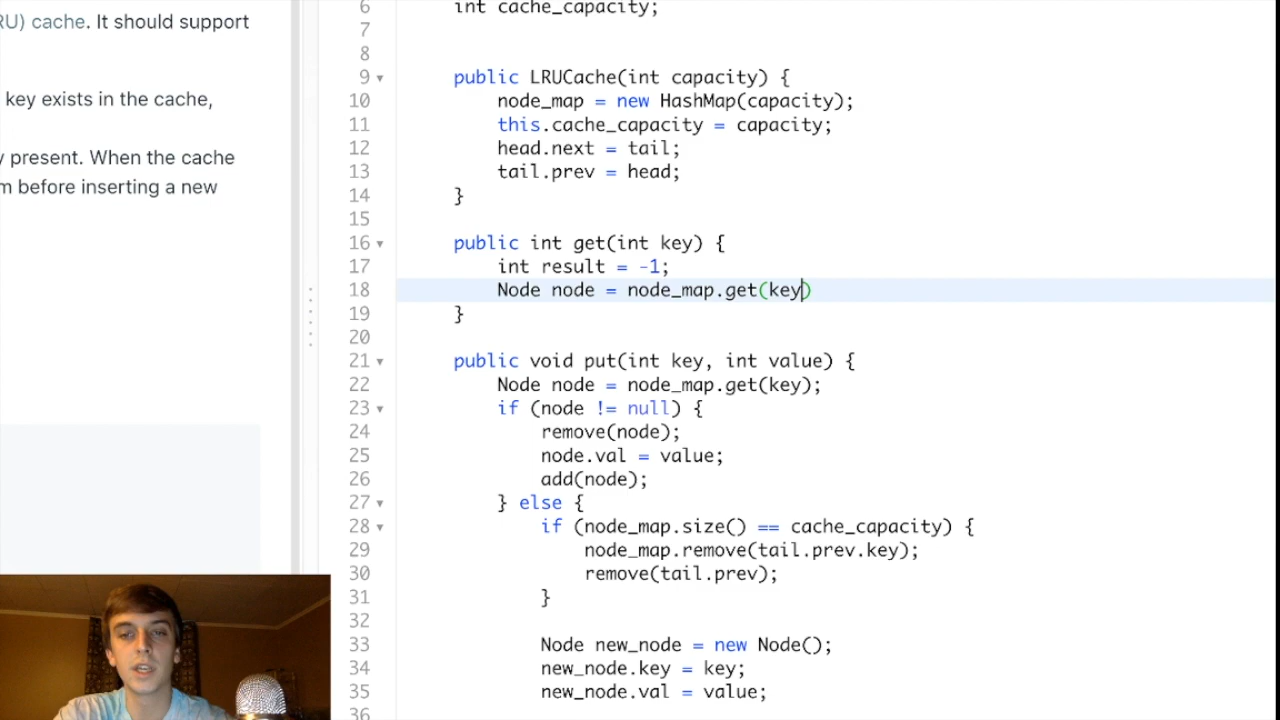 RU) cache. It should support
key exists in the cache,
y present. When the cache
m before inserting a new
6 int cache_capacity;
7
8
9 public LRUCache(int capacity) {
10 node_map = new HashMap(capacity);
11 this.cache_capacity = capacity;
12 head.next = tail;
13 tail.prev = head;
14 }
15
16 public int get(int key) {
17 int result = -1;
18 Node node = node_map.get(key)
19 }
20
21 public void put(int key, int value) {
22 Node node = node_map.get(key);
23 if (node != null) {
24 remove(node);
25 node.val = value;
26 add(node);
27 } else {
28 if (node_map.size() == cache_capacity) {
29 node_map.remove(tail.prev.key);
30 remove(tail.prev);
31 }
32
33 Node new_node = new Node();
34 new_node.key = key;
35 new_node.val = value;
36